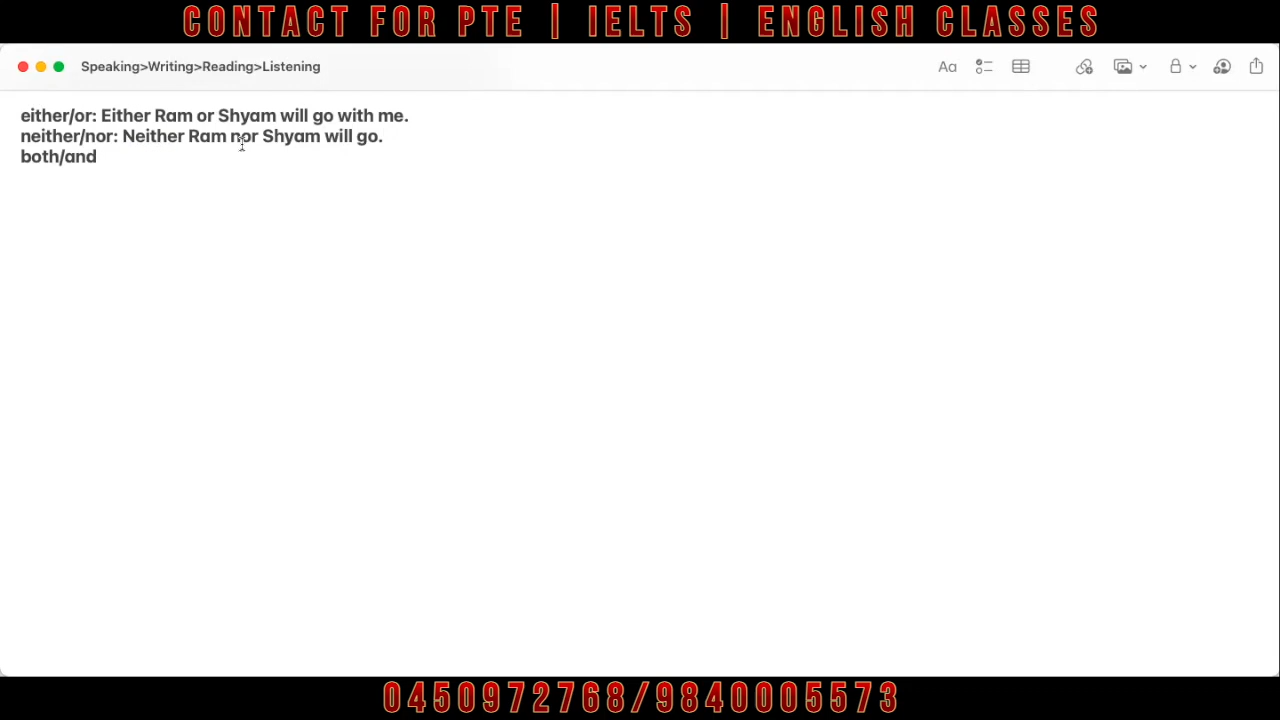 CONTACT FOR PTE | IELTS | ENGLISH CLASSES
Speaking>Writing>Reading>Listening
Aa
either/or: Either Ram or Shyam will go with me.
neither/nor: Neither Ram nor Shyam will go.
both/and
0450972768/9840005573